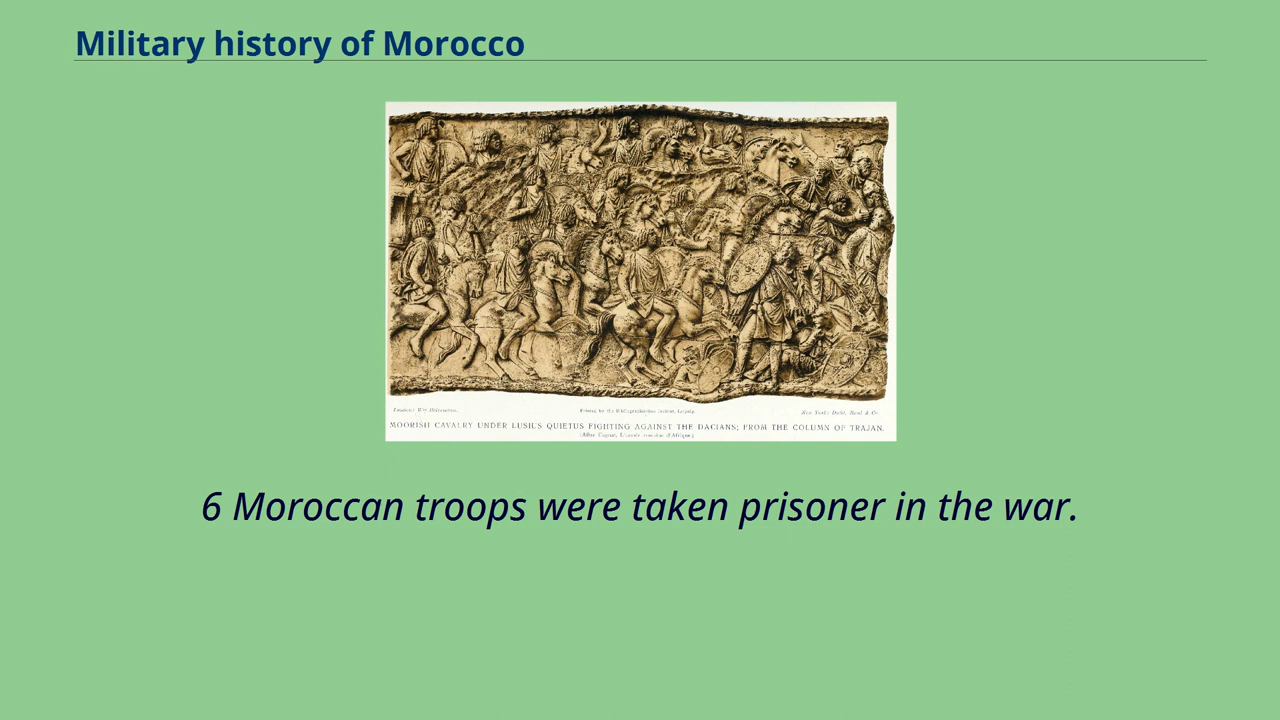 Military history of Morocco
MOORISH CAVALRY UNDER LUSIUS QUIETUS FIGHTING AGAINST THE DACIANS; FROM THE COLUMN OF TRAJAN.
6 Moroccan troops were taken prisoner in the war.